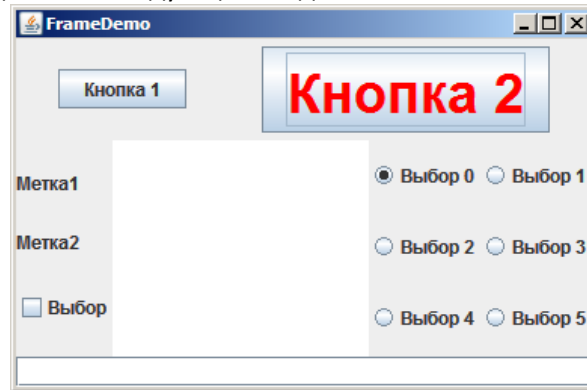 FrameDemo
Кнопка 1
Кнопка 2
Метка1
Выбор 0 Выбор 1
Метка2
Выбор 2 Выбор 3
Выбор
Выбор 4 Выбор 5